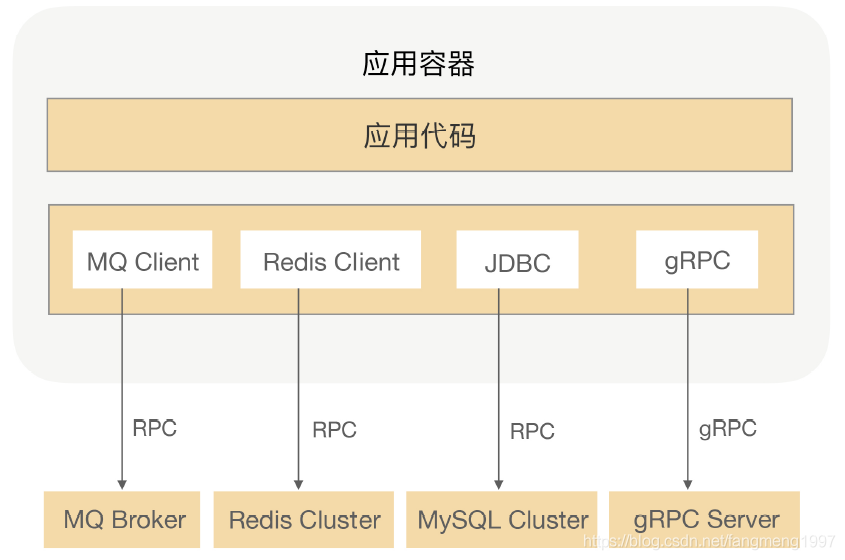 应用容器
应用代码
MQ Client
Redis Client
JDBC
gRPC
RPC
RPC
RPC
gRPC
MQ Broker
Redis Cluster
MySQL Cluster
gRPC Server
https://blog.csdn.net/fangmeng1997